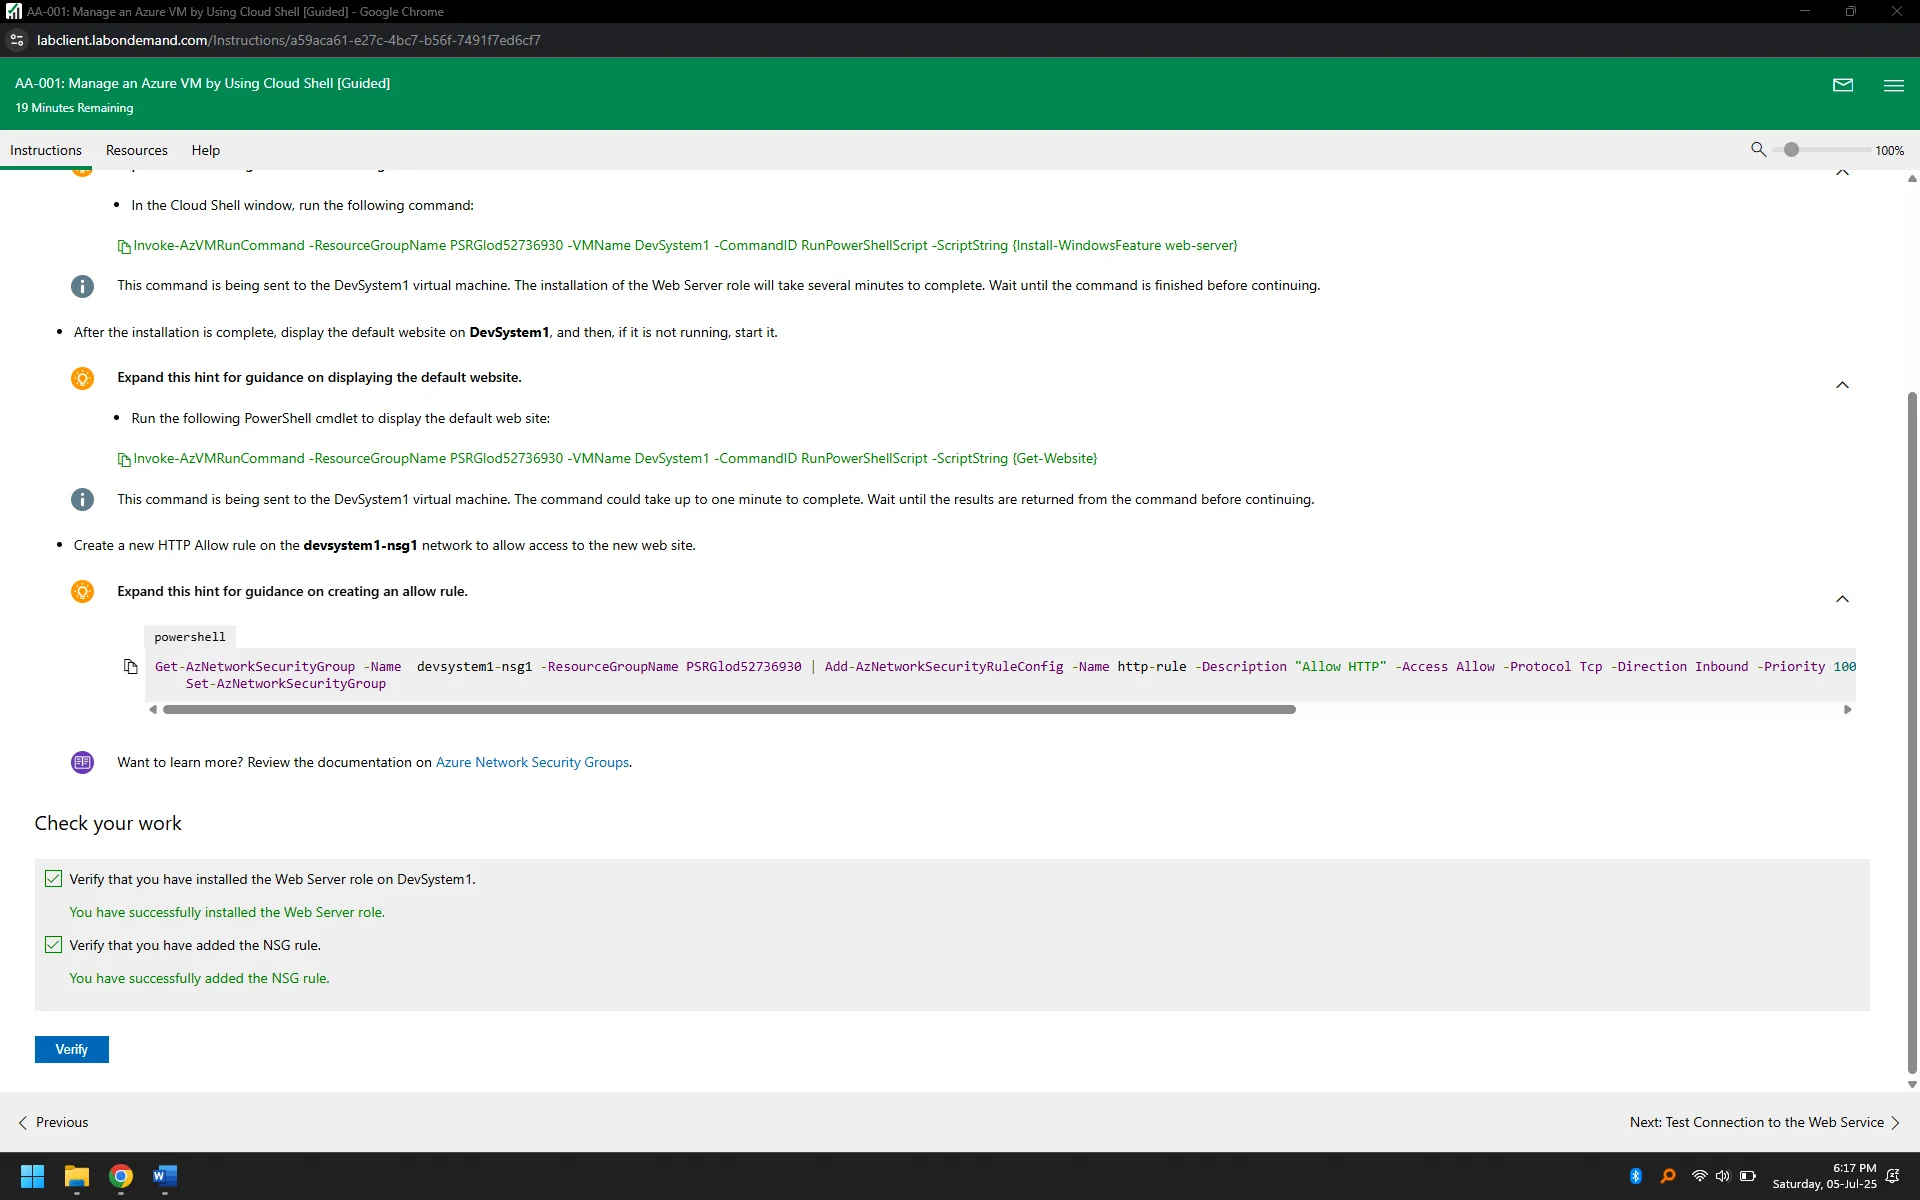 AA-001: Manage an Azure VM by Using Cloud Shell [Guided] - Google Chrome
labclient.labondemand.com/Instructions/a59aca61-e27c-4bc7-b56f-7491f7ed6cf7
AA-001: Manage an Azure VM by Using Cloud Shell [Guided]
19 Minutes Remaining
Instructions Resources Help 100%
• In the Cloud Shell window, run the following command:
Invoke-AzVMRunCommand -ResourceGroupName PSRGlod52736930 -VMName DevSystem1 -CommandID RunPowerShellScript -ScriptString {Install-WindowsFeature web-server}
This command is being sent to the DevSystem1 virtual machine. The installation of the Web Server role will take several minutes to complete. Wait until the command is finished before continuing.
• After the installation is complete, display the default website on DevSystem1, and then, if it is not running, start it.
Expand this hint for guidance on displaying the default website.
• Run the following PowerShell cmdlet to display the default web site:
Invoke-AzVMRunCommand -ResourceGroupName PSRGlod52736930 -VMName DevSystem1 -CommandID RunPowerShellScript -ScriptString {Get-Website}
This command is being sent to the DevSystem1 virtual machine. The command could take up to one minute to complete. Wait until the results are returned from the command before continuing.
• Create a new HTTP Allow rule on the devsystem1-nsg1 network to allow access to the new web site.
Expand this hint for guidance on creating an allow rule.
powershell
Get-AzNetworkSecurityGroup -Name  devsystem1-nsg1 -ResourceGroupName PSRGlod52736930 | Add-AzNetworkSecurityRuleConfig -Name http-rule -Description "Allow HTTP" -Access Allow -Protocol Tcp -Direction Inbound -Priority 100
Set-AzNetworkSecurityGroup
Want to learn more? Review the documentation on Azure Network Security Groups.
Check your work
Verify that you have installed the Web Server role on DevSystem1.
You have successfully installed the Web Server role.
Verify that you have added the NSG rule.
You have successfully added the NSG rule.
Verify
Previous
Next: Test Connection to the Web Service
6:17 PM
Saturday, 05-Jul-25